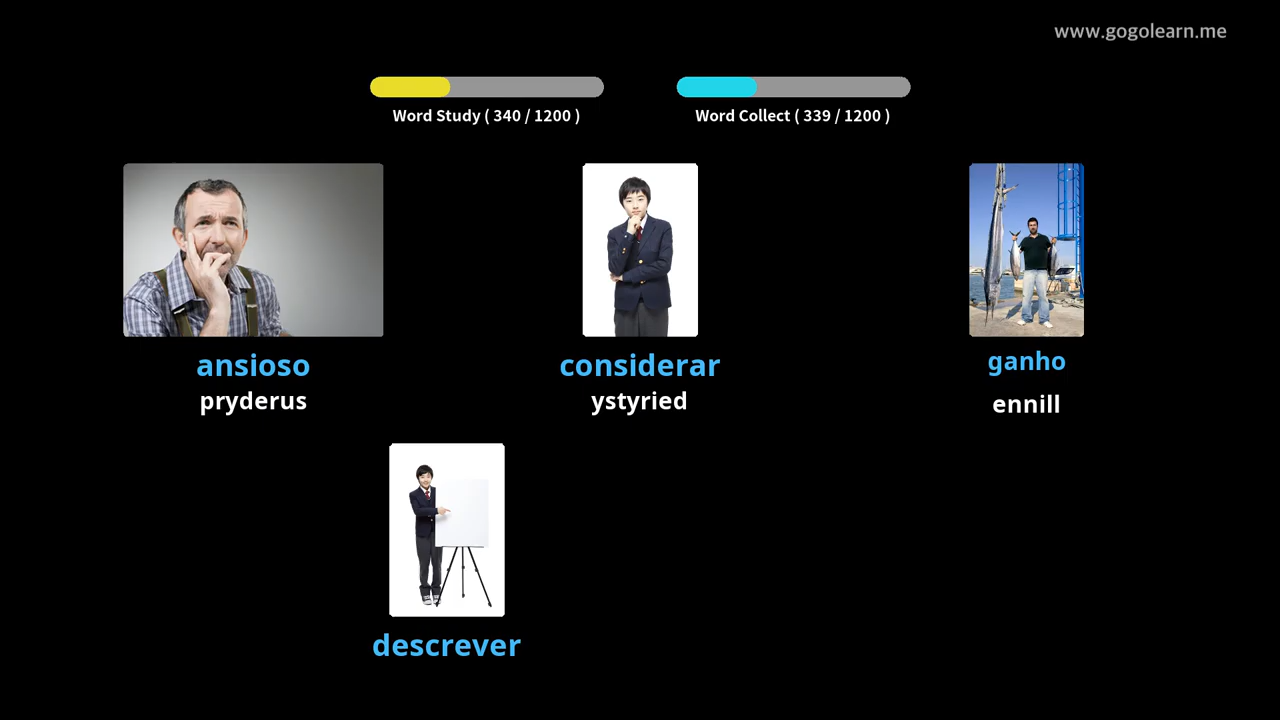 www.gogolearn.me
Word Study ( 340 / 1200 )
Word Collect ( 339 / 1200 )
ansioso
pryderus
considerar
ystyried
ganho
ennill
descrever